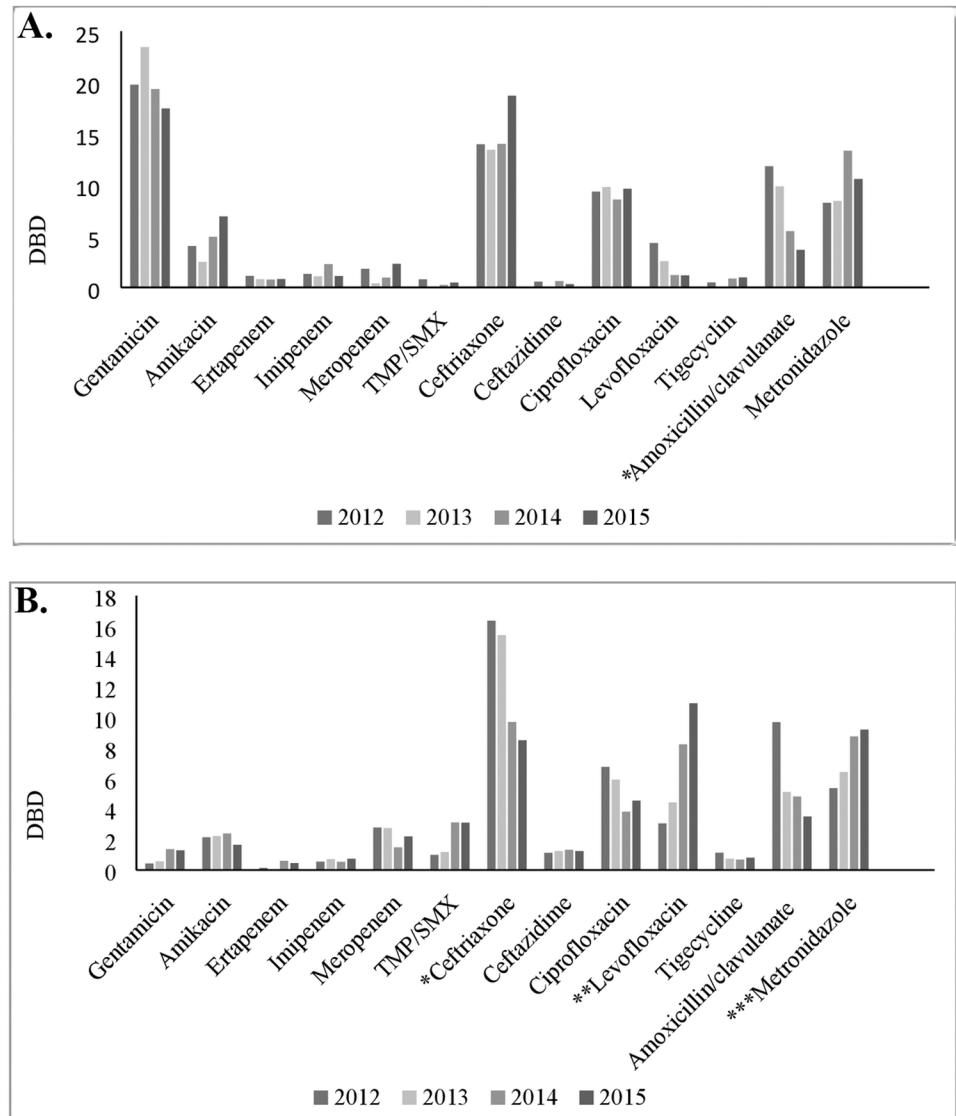 A.
25
20
15
10
5
0
DBD
Gentamicin
Amikacin
Ertapenem
Imipenem
Meropenem
TMP/SMX
Ceftriaxone
Ceftazidime
Ciprofloxacin
Levofloxacin
Tigecyclin
*Amoxicillin/clavulanate
Metronidazole
2012 2013 2014 2015
B.
18
16
14
12
10
8
6
4
2
0
DBD
Gentamicin
Amikacin
Ertapenem
Imipenem
Meropenem
TMP/SMX
*Ceftriaxone
Ceftazidime
Ciprofloxacin
**Levofloxacin
Tigecycline
Amoxicillin/clavulanate
***Metronidazole
2012 2013 2014 2015